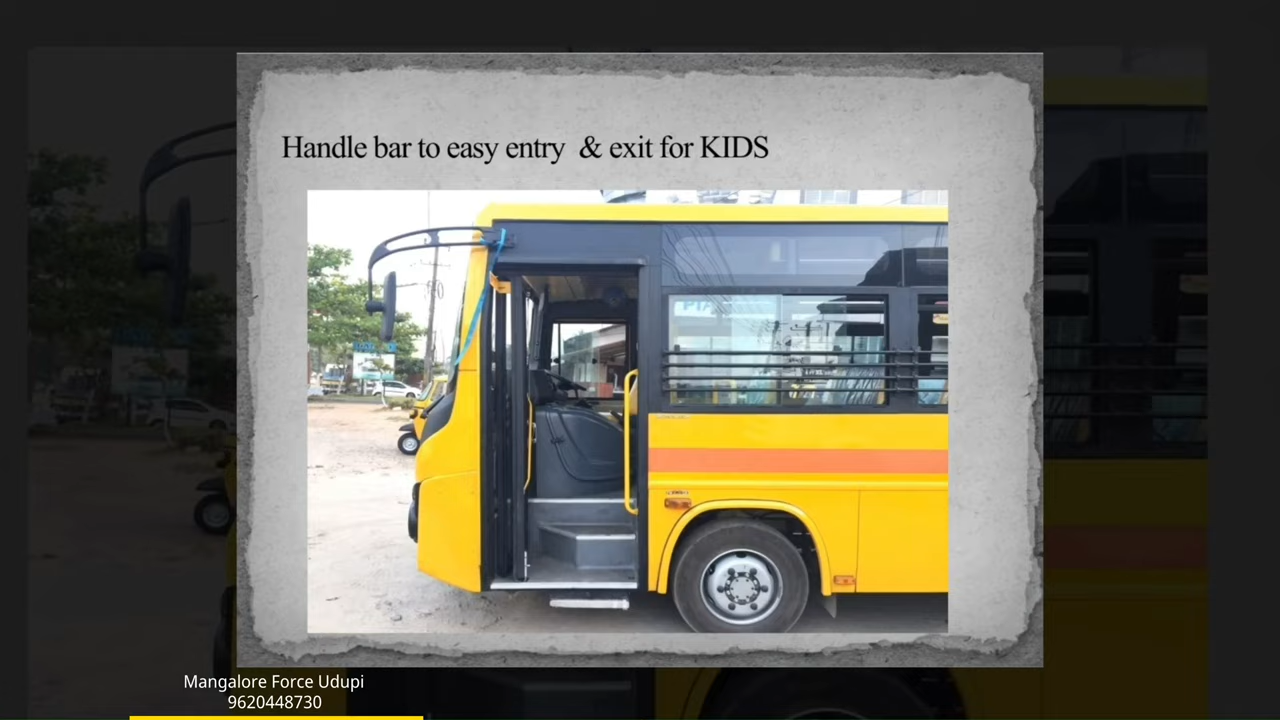 Handle bar to easy entry & exit for KIDS
Mangalore Force Udupi
9620448730